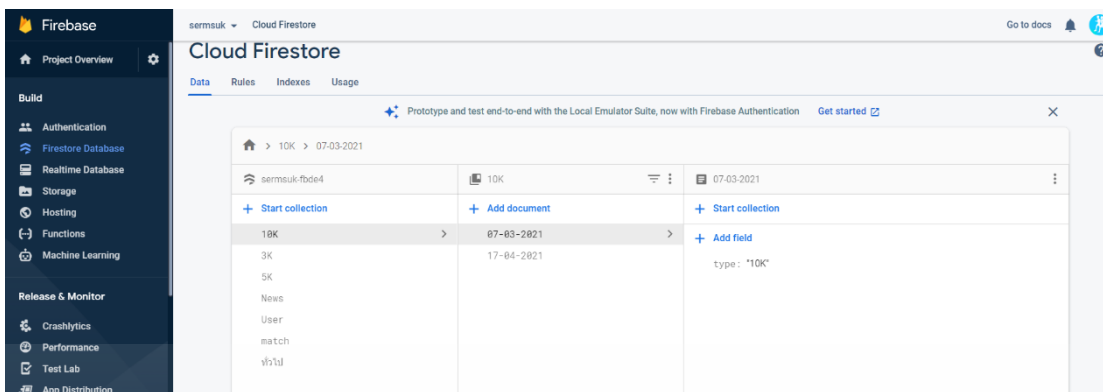 Firebase
Project Overview
Build
Authentication
Firestore Database
Realtime Database
Storage
Hosting
Functions
Machine Learning
Release & Monitor
Crashlytics
Performance
Test Lab
App Distribution
sermsuk Cloud Firestore
Go to docs
Cloud Firestore
Data Rules Indexes Usage
Prototype and test end-to-end with the Local Emulator Suite, now with Firebase Authentication Get started
10K > 07-03-2021
sermsuk-fbde4
+ Start collection
10K
3K
5K
News
User
match
ทั่วไป
10K
+ Add document
07-03-2021
17-04-2021
07-03-2021
+ Start collection
+ Add field
type: "10K"